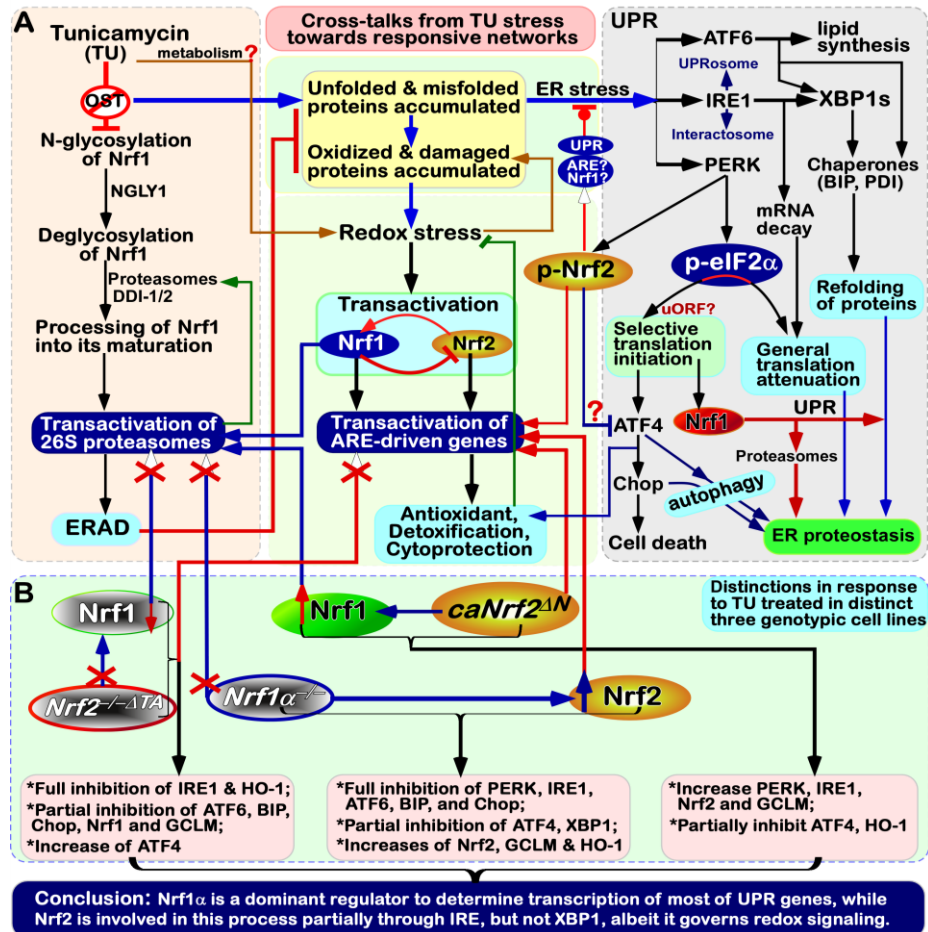 A
Tunicamycin
(TU)
metabolism?
OST
N-glycosylation
of Nrf1
NGLY1
Deglycosylation
of Nrf1
Proteasomes
DDI-1/2
Processing of Nrf1
into its maturation
Transactivation of
26S proteasomes
ERAD
Cross-talks from TU stress
towards responsive networks
Unfolded & misfolded
proteins accumulated
Oxidized & damaged
proteins accumulated
ER stress
UPR
ARE?
Nrf1?
Redox stress
p-Nrf2
Transactivation
Nrf1
Nrf2
Transactivation of
ARE-driven genes
Antioxidant,
Detoxification,
Cytoprotection
UPR
ATF6
lipid
synthesis
UPRosome
IRE1
XBP1s
Interactosome
PERK
Chaperones
(BIP, PDI)
mRNA
decay
p-eIF2α
Refolding
of proteins
uORF?
Selective
translation
initiation
General
translation
attenuation
?
ATF4
Nrf1
UPR
Proteasomes
Chop
autophagy
Cell death
ER proteostasis
B
Distinctions in response
to TU treated in distinct
three genotypic cell lines
Nrf1
Nrf1
caNrf2ΔN
Nrf2−/−ΔTA
Nrf1α−/−
Nrf2
*Full inhibition of IRE1 & HO-1;
*Partial inhibition of ATF6, BIP,
Chop, Nrf1 and GCLM;
*Increase of ATF4
*Full inhibition of PERK, IRE1,
ATF6, BIP, and Chop;
*Partial inhibition of ATF4, XBP1;
*Increases of Nrf2, GCLM & HO-1
*Increase PERK, IRE1,
Nrf2 and GCLM;
*Partially inhibit ATF4, HO-1
Conclusion: Nrf1α is a dominant regulator to determine transcription of most of UPR genes, while
Nrf2 is involved in this process partially through IRE, but not XBP1, albeit it governs redox signaling.